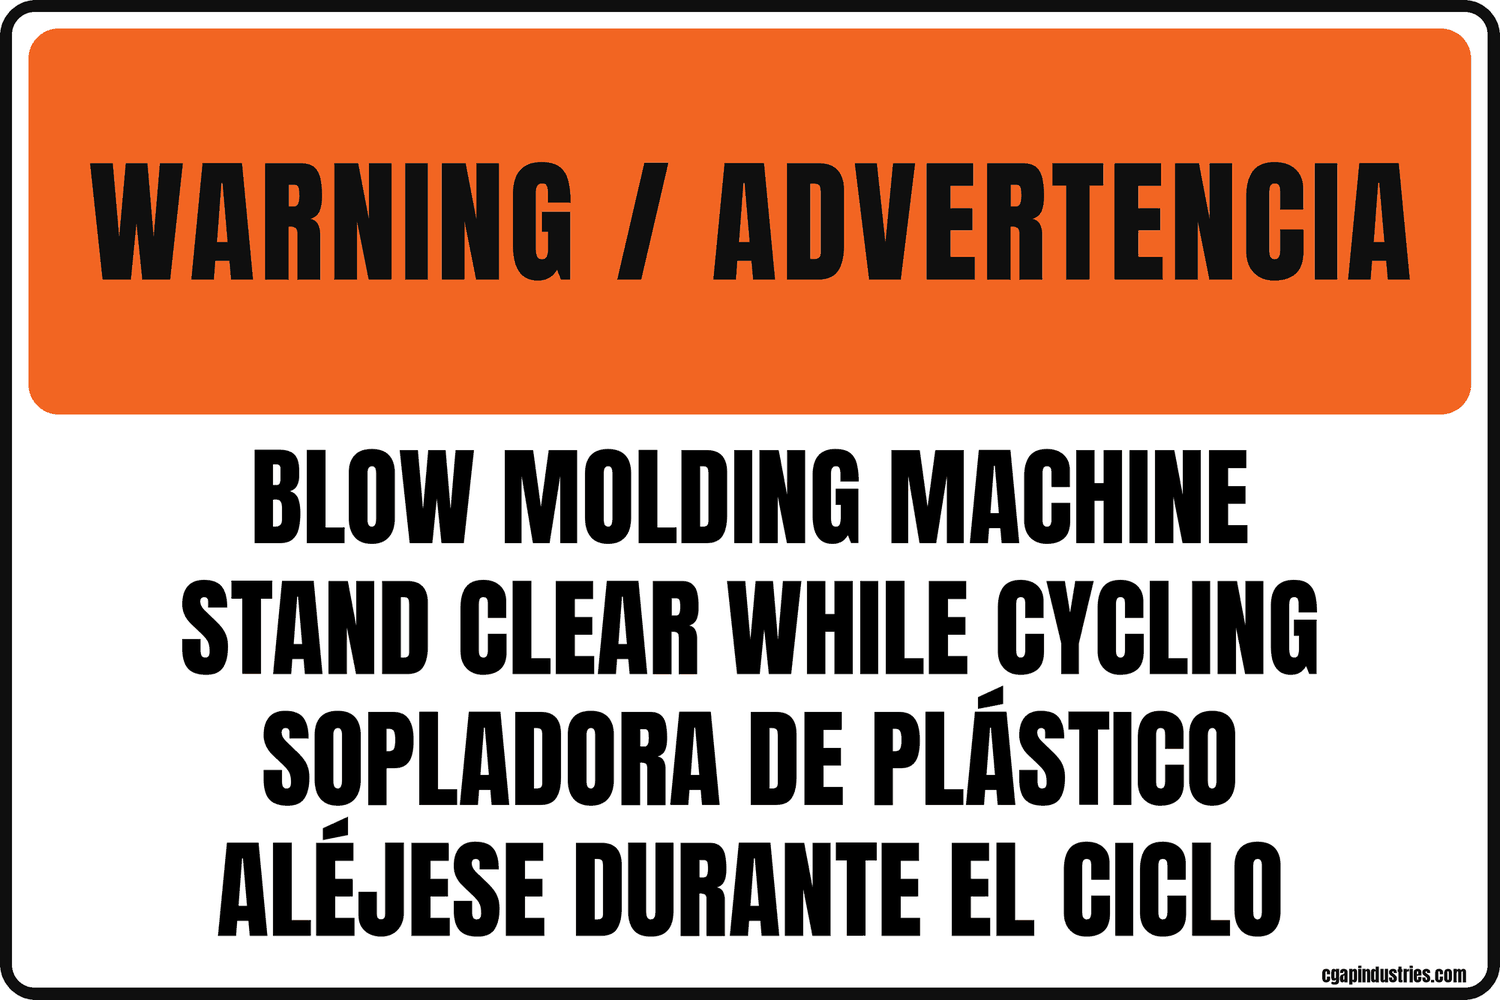 WARNING / ADVERTENCIA
BLOW MOLDING MACHINE
STAND CLEAR WHILE CYCLING
SOPLADORA DE PLÁSTICO
ALÉJESE DURANTE EL CICLO
cgapindustries.com